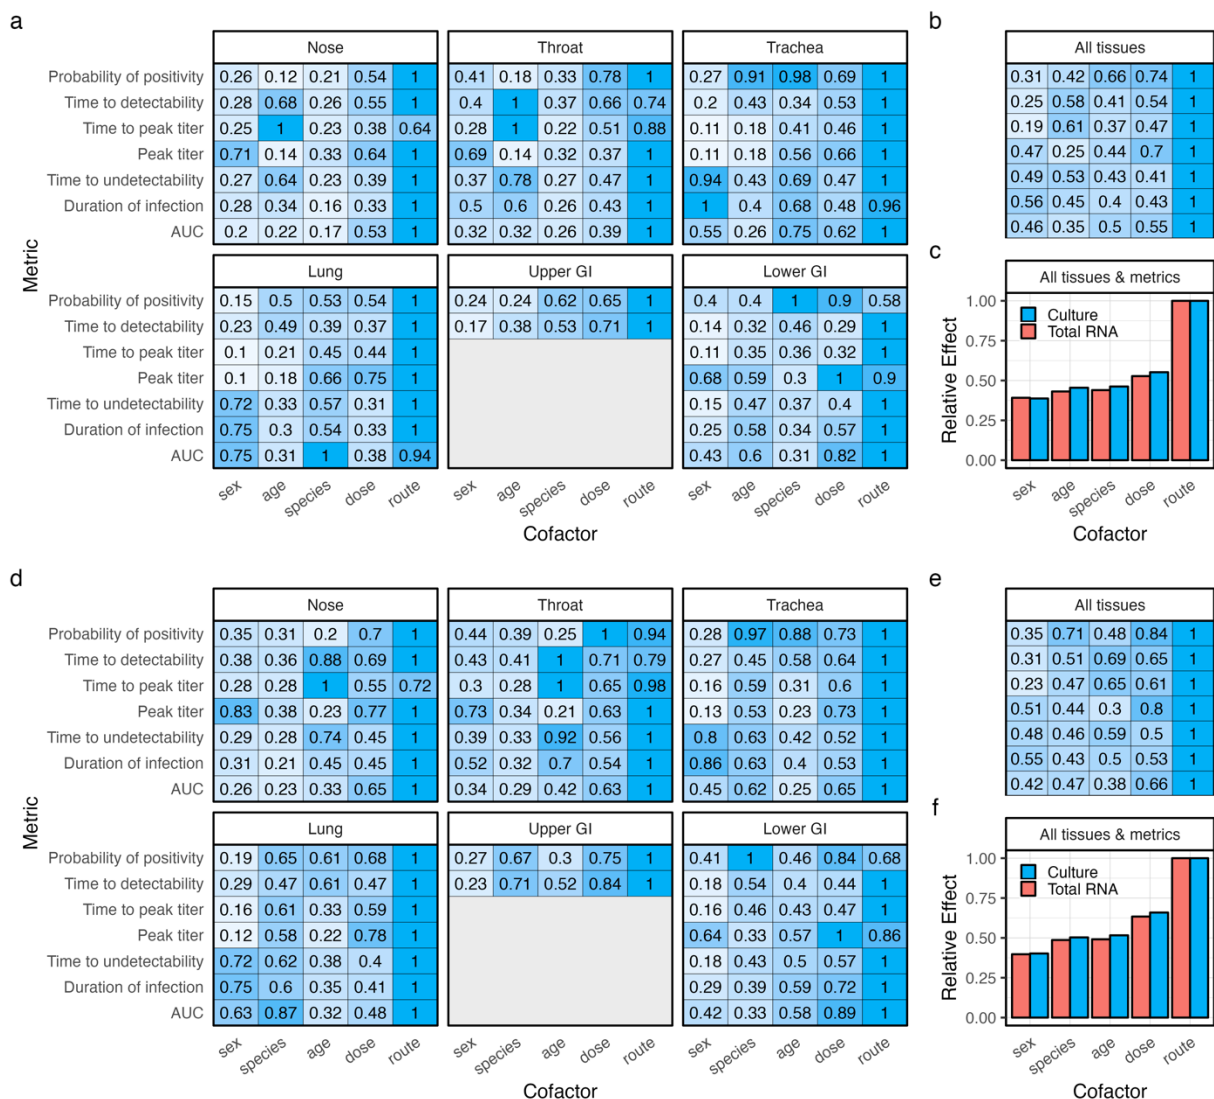 a
Nose Throat Trachea
Probability of positivity 0.26 0.12 0.21 0.54 1 0.41 0.18 0.33 0.78 1 0.27 0.91 0.98 0.69 1
Time to detectability 0.28 0.68 0.26 0.55 1 0.4 1 0.37 0.66 0.74 0.2 0.43 0.34 0.53 1
Time to peak titer 0.25 1 0.23 0.38 0.64 0.28 1 0.22 0.51 0.88 0.11 0.18 0.41 0.46 1
Peak titer 0.71 0.14 0.33 0.64 1 0.69 0.14 0.32 0.37 1 0.11 0.18 0.56 0.66 1
Time to undetectability 0.27 0.64 0.23 0.39 1 0.37 0.78 0.27 0.47 1 0.94 0.43 0.69 0.47 1
Duration of infection 0.28 0.34 0.16 0.33 1 0.5 0.6 0.26 0.43 1 1 0.4 0.68 0.48 0.96
AUC 0.2 0.22 0.17 0.53 1 0.32 0.32 0.26 0.39 1 0.55 0.26 0.75 0.62 1
Metric
Lung Upper GI Lower GI
Probability of positivity 0.15 0.5 0.53 0.54 1 0.24 0.24 0.62 0.65 1 0.4 0.4 1 0.9 0.58
Time to detectability 0.23 0.49 0.39 0.37 1 0.17 0.38 0.53 0.71 1 0.14 0.32 0.46 0.29 1
Time to peak titer 0.1 0.21 0.45 0.44 1 0.11 0.35 0.36 0.32 1
Peak titer 0.1 0.18 0.66 0.75 1 0.68 0.59 0.3 1 0.9
Time to undetectability 0.72 0.33 0.57 0.31 1 0.15 0.47 0.37 0.4 1
Duration of infection 0.75 0.3 0.54 0.33 1 0.25 0.58 0.34 0.57 1
AUC 0.75 0.31 1 0.38 0.94 0.43 0.6 0.31 0.82 1
sex age species dose route sex age species dose route sex age species dose route
Cofactor
b
All tissues
0.31 0.42 0.66 0.74 1
0.25 0.58 0.41 0.54 1
0.19 0.61 0.37 0.47 1
0.47 0.25 0.44 0.7 1
0.49 0.53 0.43 0.41 1
0.56 0.45 0.4 0.43 1
0.46 0.35 0.5 0.55 1
c
All tissues & metrics
Relative Effect
1.00
0.75
0.50
0.25
0.00
Culture
Total RNA
sex age species dose route
Cofactor
d
Nose Throat Trachea
Probability of positivity 0.35 0.31 0.2 0.7 1 0.44 0.39 0.25 1 0.94 0.28 0.97 0.88 0.73 1
Time to detectability 0.38 0.36 0.88 0.69 1 0.43 0.41 1 0.71 0.79 0.27 0.45 0.58 0.64 1
Time to peak titer 0.28 0.28 1 0.55 0.72 0.3 0.28 1 0.65 0.98 0.16 0.59 0.31 0.6 1
Peak titer 0.83 0.38 0.23 0.77 1 0.73 0.34 0.21 0.63 1 0.13 0.53 0.23 0.73 1
Time to undetectability 0.29 0.28 0.74 0.45 1 0.39 0.33 0.92 0.56 1 0.8 0.63 0.42 0.52 1
Duration of infection 0.31 0.21 0.45 0.45 1 0.52 0.32 0.7 0.54 1 0.86 0.63 0.4 0.53 1
AUC 0.26 0.23 0.33 0.65 1 0.34 0.29 0.42 0.63 1 0.45 0.62 0.25 0.65 1
Metric
Lung Upper GI Lower GI
Probability of positivity 0.19 0.65 0.61 0.68 1 0.27 0.67 0.3 0.75 1 0.41 1 0.46 0.84 0.68
Time to detectability 0.29 0.47 0.61 0.47 1 0.23 0.71 0.52 0.84 1 0.18 0.54 0.4 0.44 1
Time to peak titer 0.16 0.61 0.33 0.59 1 0.16 0.46 0.43 0.47 1
Peak titer 0.12 0.58 0.22 0.78 1 0.64 0.33 0.57 1 0.86
Time to undetectability 0.72 0.62 0.38 0.4 1 0.18 0.43 0.5 0.57 1
Duration of infection 0.75 0.6 0.35 0.41 1 0.29 0.39 0.59 0.72 1
AUC 0.63 0.87 0.32 0.48 1 0.42 0.33 0.58 0.89 1
sex species age dose route sex species age dose route sex species age dose route
Cofactor
e
All tissues
0.35 0.71 0.48 0.84 1
0.31 0.51 0.69 0.65 1
0.23 0.47 0.65 0.61 1
0.51 0.44 0.3 0.8 1
0.48 0.46 0.59 0.5 1
0.55 0.43 0.5 0.53 1
0.42 0.47 0.38 0.66 1
f
All tissues & metrics
Relative Effect
1.00
0.75
0.50
0.25
0.00
Culture
Total RNA
sex species age dose route
Cofactor